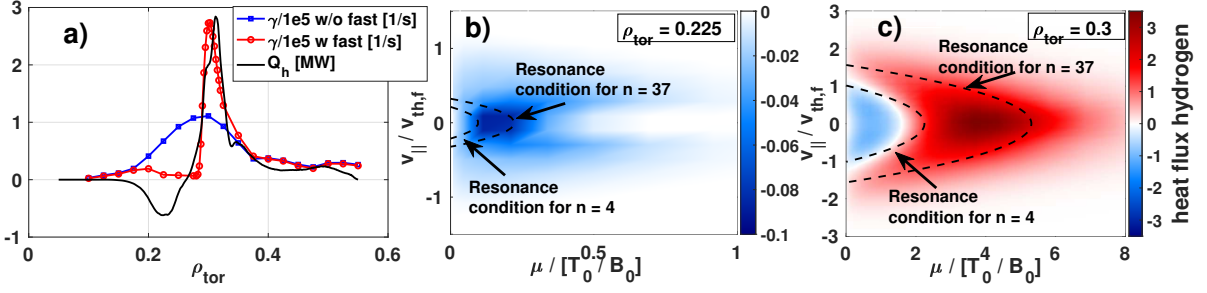 a)
γ/1e5 w/o fast [1/s]
γ/1e5 w fast [1/s]
Q_h [MW]
3
2
1
0
-1
0
0.2
0.4
0.6
ρ_tor
b)
ρ_tor = 0.225
Resonance
condition for n = 37
Resonance
condition for n = 4
v_|| / v_th,f
1
0
-1
0
0.5
1
μ / [T_0 / B_0]
0
-0.02
-0.04
-0.06
-0.08
-0.1
c)
ρ_tor = 0.3
Resonance
condition for n = 37
Resonance
condition for n = 4
v_|| / v_th,f
3
2
1
0
-1
-2
-3
0
2
4
6
8
μ / [T_0 / B_0]
3
2
1
0
-1
-2
-3
heat flux hydrogen